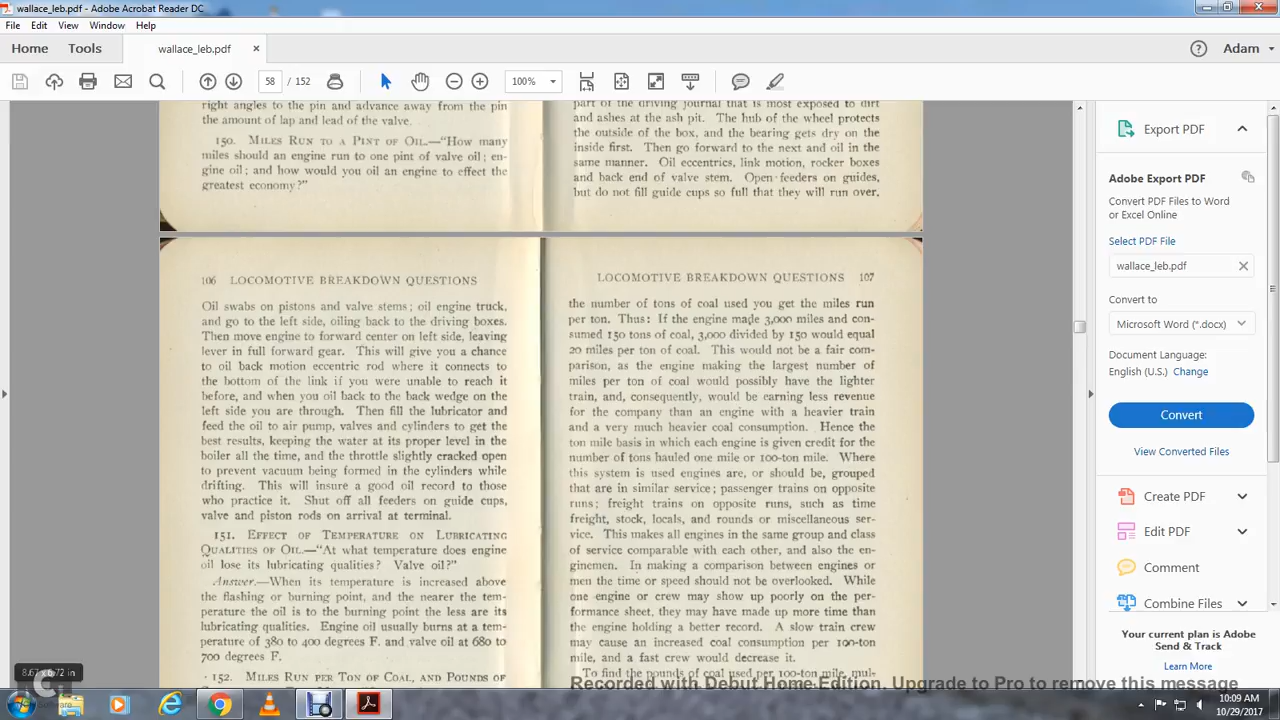 wallace_leb.pdf - Adobe Acrobat Reader DC
File Edit View Window Help
Home Tools wallace_leb.pdf × Adam
58 / 152 100%
right angles to the pin and advance away from the pin
the amount of lap and lead of the valve.
150. MILES RUN TO A PINT OF OIL.—"How many
miles should an engine run to one pint of valve oil; en-
gine oil; and how would you oil an engine to effect the
greatest economy?"
part of the driving journal that is most exposed to dirt
and ashes at the ash pit. The hub of the wheel protects
the outside of the box, and the bearing gets dry on the
inside first. Then go forward to the next and oil in the
same manner. Oil eccentrics, link motion, rocker boxes
and back end of valve stem. Open feeders on guides,
but do not fill guide cups so full that they will run over.
106 LOCOMOTIVE BREAKDOWN QUESTIONS
Oil swabs on pistons and valve stems; oil engine truck,
and go to the left side, oiling back to the driving boxes.
Then move engine to forward center on left side, leaving
lever in full forward gear. This will give you a chance
to oil back motion eccentric rod where it connects to
the bottom of the link if you were unable to reach it
before, and when you oil back to the back wedge on the
left side you are through. Then fill the lubricator and
feed the oil to air pump, valves and cylinders to get the
best results, keeping the water at its proper level in the
boiler all the time, and the throttle slightly cracked open
to prevent vacuum being formed in the cylinders while
drifting. This will insure a good oil record to those
who practice it. Shut off all feeders on guide cups,
valve and piston rods on arrival at terminal.
151. EFFECT OF TEMPERATURE ON LUBRICATING
QUALITIES OF OIL.—"At what temperature does engine
oil lose its lubricating qualities? Valve oil?"
Answer.—When its temperature is increased above
the flashing or burning point, and the nearer the tem-
perature the oil is to the burning point the less are its
lubricating qualities. Engine oil usually burns at a tem-
perature of 380 to 400 degrees F. and valve oil at 680 to
700 degrees F.
152. MILES RUN PER TON OF COAL, AND POUNDS OF
LOCOMOTIVE BREAKDOWN QUESTIONS 107
the number of tons of coal used you get the miles run
per ton. Thus: If the engine made 3,000 miles and con-
sumed 150 tons of coal, 3,000 divided by 150 would equal
20 miles per ton of coal. This would not be a fair com-
parison, as the engine making the largest number of
miles per ton of coal would possibly have the lighter
train, and, consequently, would be earning less revenue
for the company than an engine with a heavier train
and a very much heavier coal consumption. Hence the
ton mile basis in which each engine is given credit for the
number of tons hauled one mile or 100-ton mile. Where
this system is used engines are, or should be, grouped
that are in similar service; passenger trains on opposite
runs; freight trains on opposite runs, such as time
freight, stock, locals, and rounds or miscellaneous ser-
vice. This makes all engines in the same group and class
of service comparable with each other, and also the en-
ginemen. In making a comparison between engines or
men the time or speed should not be overlooked. While
one engine or crew may show up poorly on the per-
formance sheet, they may have made up more time than
the engine holding a better record. A slow train crew
may cause an increased coal consumption per 100-ton
mile, and a fast crew would decrease it.
To find the pounds of coal used per 100-ton mile, mul-
Export PDF
Adobe Export PDF
Convert PDF Files to Word
or Excel Online
Select PDF File
wallace_leb.pdf
Convert to
Microsoft Word (*.docx)
Document Language:
English (U.S.) Change
Convert
View Converted Files
Create PDF
Edit PDF
Comment
Combine Files
Your current plan is Adobe
Send & Track
Learn More
8.67 x 6.72 in
Recorded with Debut Home Edition. Upgrade to Pro to remove this message
10:09 AM
10/29/2017